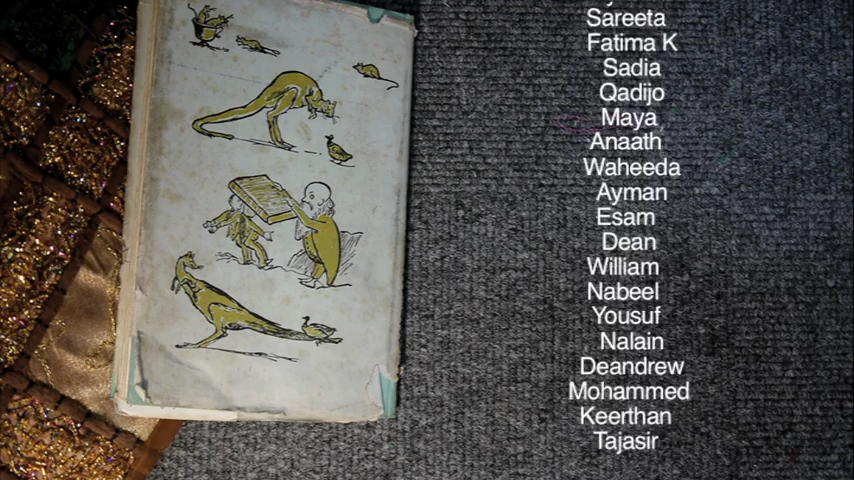 Sareeta
Fatima K
Sadia
Qadijo
Maya
Anaath
Waheeda
Ayman
Esam
Dean
William
Nabeel
Yousuf
Nalain
Deandrew
Mohammed
Keerthan
Tajasir